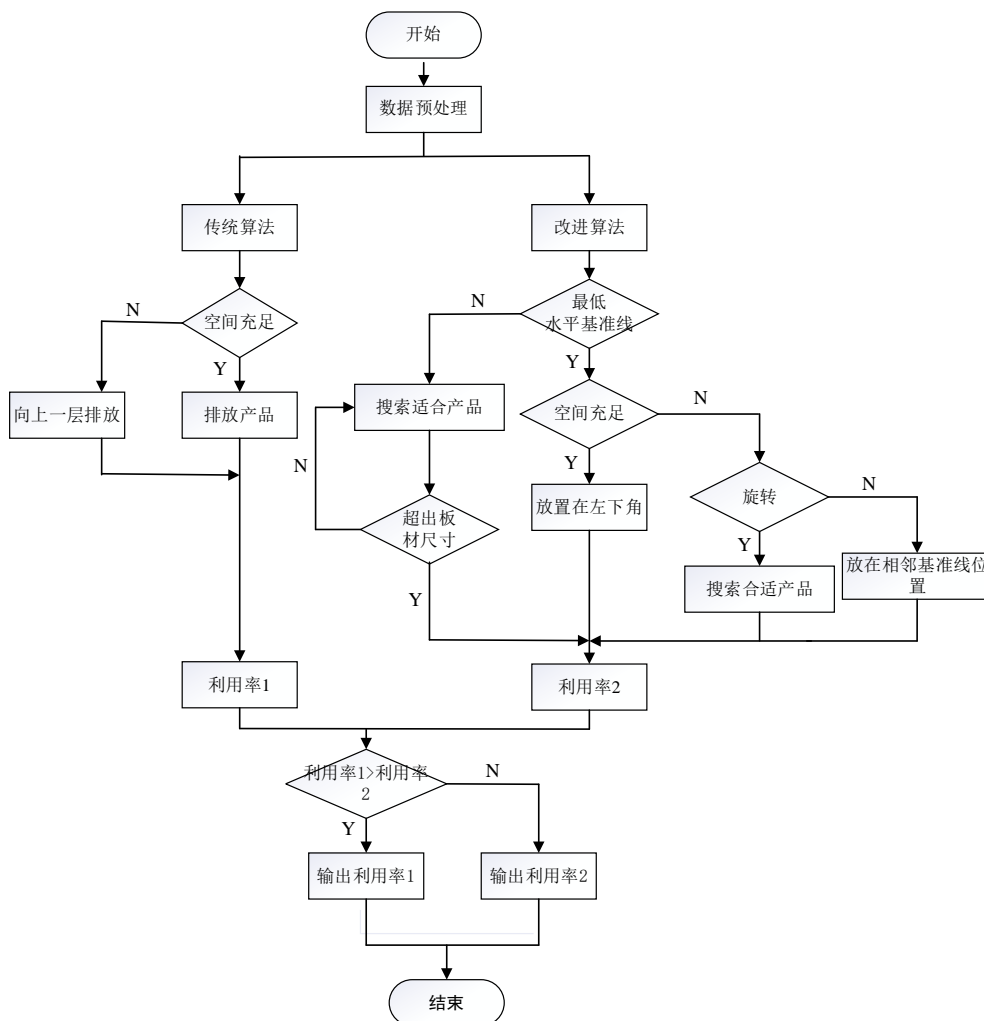 开始
数据预处理
传统算法
改进算法
空间充足
N
Y
向上一层排放
排放产品
最低
水平基准线
N
Y
搜索适合产品
空间充足
N
Y
N
超出板
材尺寸
Y
放置在左下角
旋转
N
Y
搜索合适产品
放在相邻基准线位
置
利用率1
利用率2
利用率1>利用率
2
N
Y
输出利用率1
输出利用率2
结束